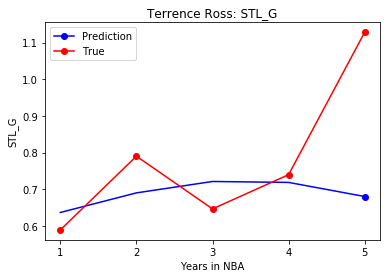 Terrence Ross: STL_G
Prediction
True
1.1
1.0
0.9
0.8
0.7
0.6
STL_G
1 2 3 4 5
Years in NBA